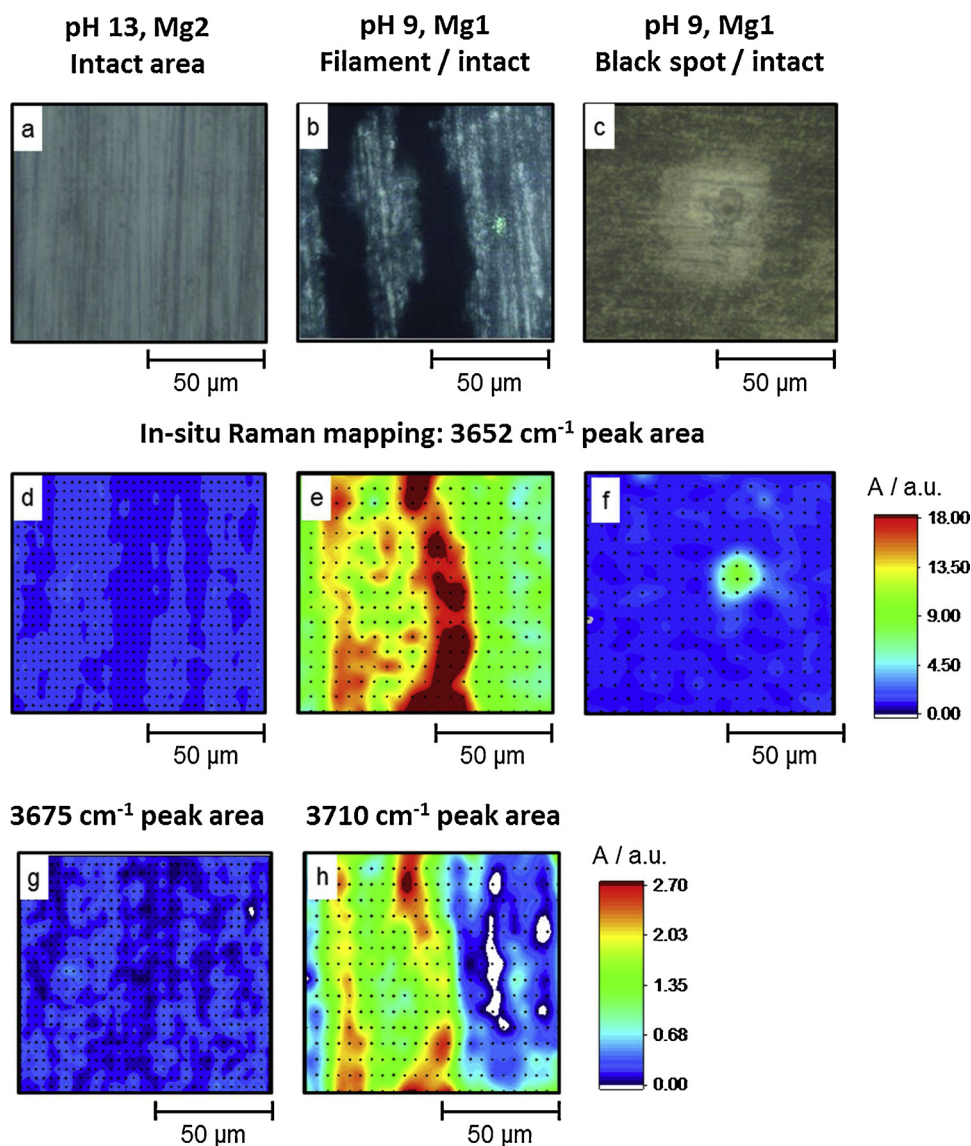 pH 13, Mg2
Intact area
pH 9, Mg1
Filament / intact
pH 9, Mg1
Black spot / intact
a
b
c
50 µm
50 µm
50 µm
In-situ Raman mapping: 3652 cm⁻¹ peak area
d
e
f
A / a.u.
18.00
13.50
9.00
4.50
0.00
50 µm
50 µm
50 µm
3675 cm⁻¹ peak area
3710 cm⁻¹ peak area
g
h
A / a.u.
2.70
2.03
1.35
0.68
0.00
50 µm
50 µm